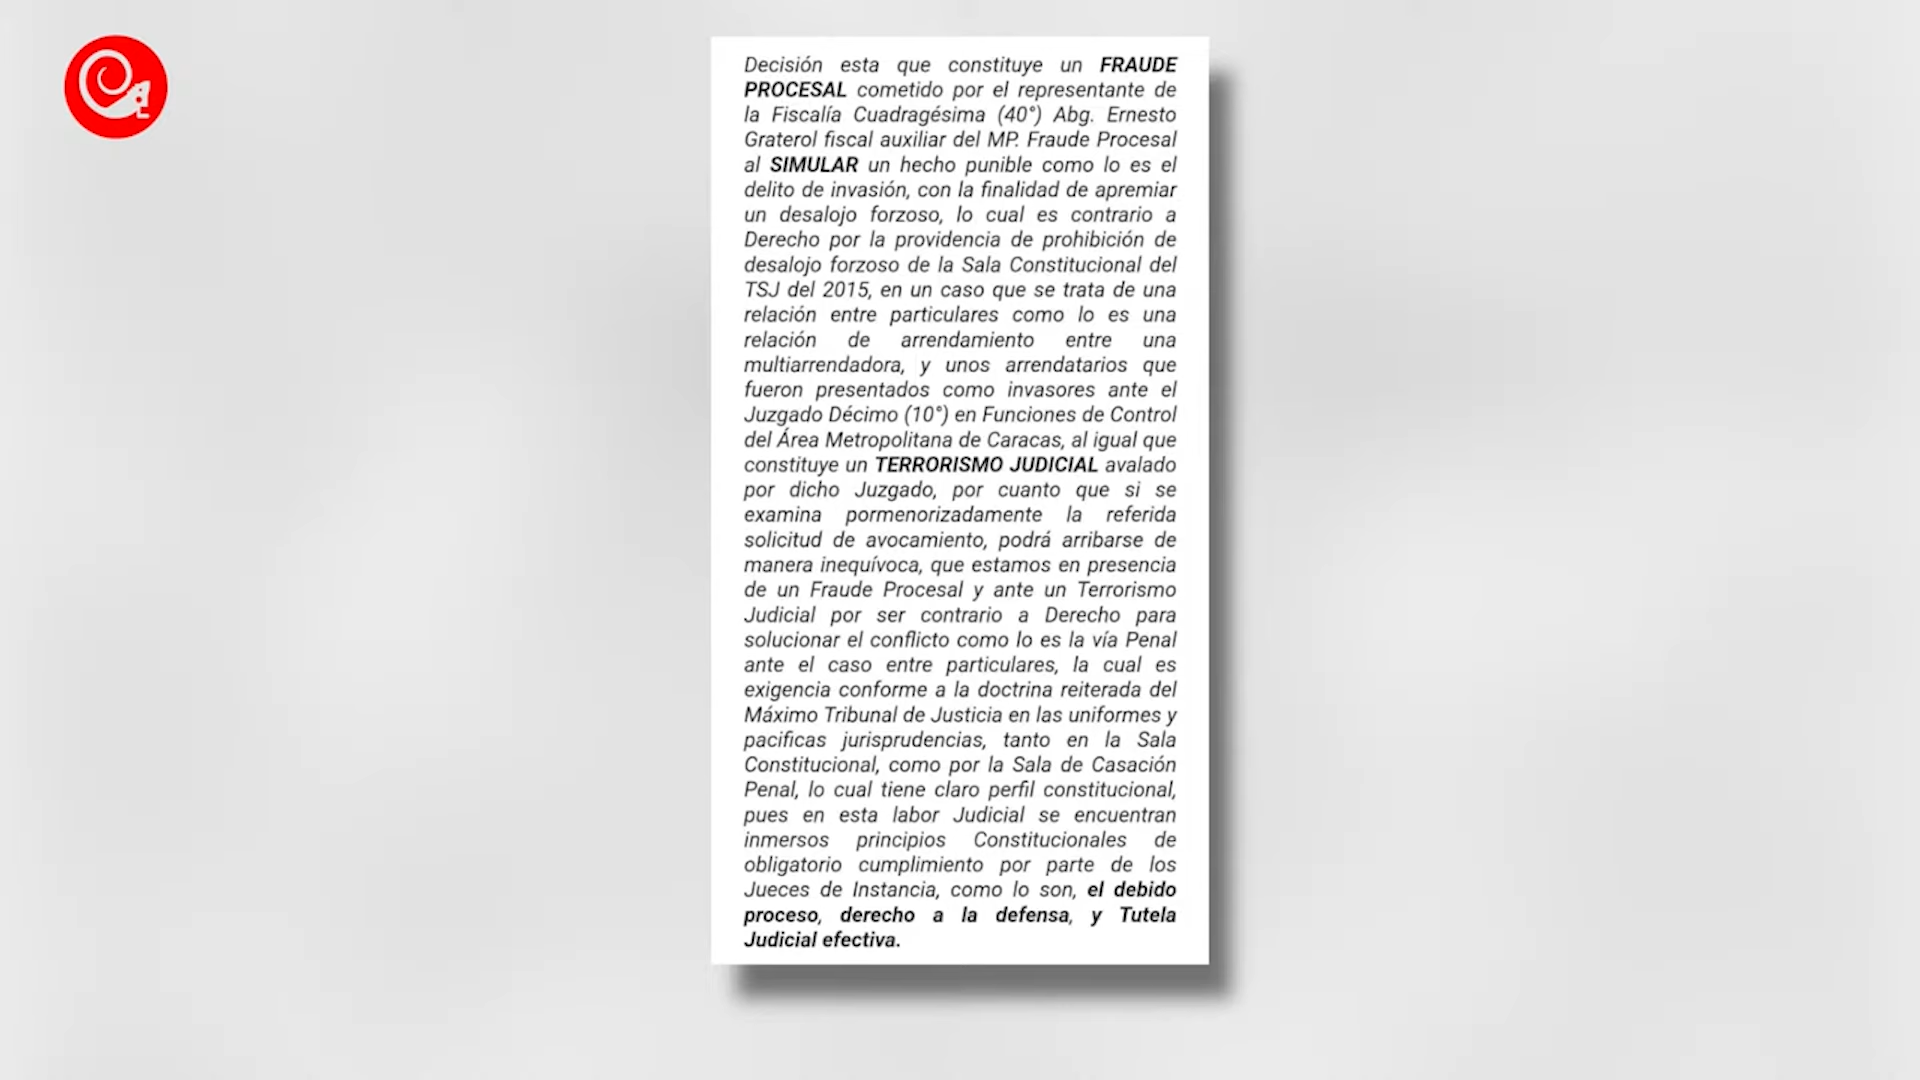 Decisión esta que constituye un FRAUDE
PROCESAL cometido por el representante de
la Fiscalía Cuadragésima (40°) Abg. Ernesto
Graterol fiscal auxiliar del MP. Fraude Procesal
al SIMULAR un hecho punible como lo es el
delito de invasión, con la finalidad de apremiar
un desalojo forzoso, lo cual es contrario a
Derecho por la providencia de prohibición de
desalojo forzoso de la Sala Constitucional del
TSJ del 2015, en un caso que se trata de una
relación entre particulares como lo es una
relación de arrendamiento entre una
multiarrendadora, y unos arrendatarios que
fueron presentados como invasores ante el
Juzgado Décimo (10°) en Funciones de Control
del Área Metropolitana de Caracas, al igual que
constituye un TERRORISMO JUDICIAL avalado
por dicho Juzgado, por cuanto que si se
examina pormenorizadamente la referida
solicitud de avocamiento, podrá arribarse de
manera inequívoca, que estamos en presencia
de un Fraude Procesal y ante un Terrorismo
Judicial por ser contrario a Derecho para
solucionar el conflicto como lo es la vía Penal
ante el caso entre particulares, la cual es
exigencia conforme a la doctrina reiterada del
Máximo Tribunal de Justicia en las uniformes y
pacificas jurisprudencias, tanto en la Sala
Constitucional, como por la Sala de Casación
Penal, lo cual tiene claro perfil constitucional,
pues en esta labor Judicial se encuentran
inmersos principios Constitucionales de
obligatorio cumplimiento por parte de los
Jueces de Instancia, como lo son, el debido
proceso, derecho a la defensa, y Tutela
Judicial efectiva.